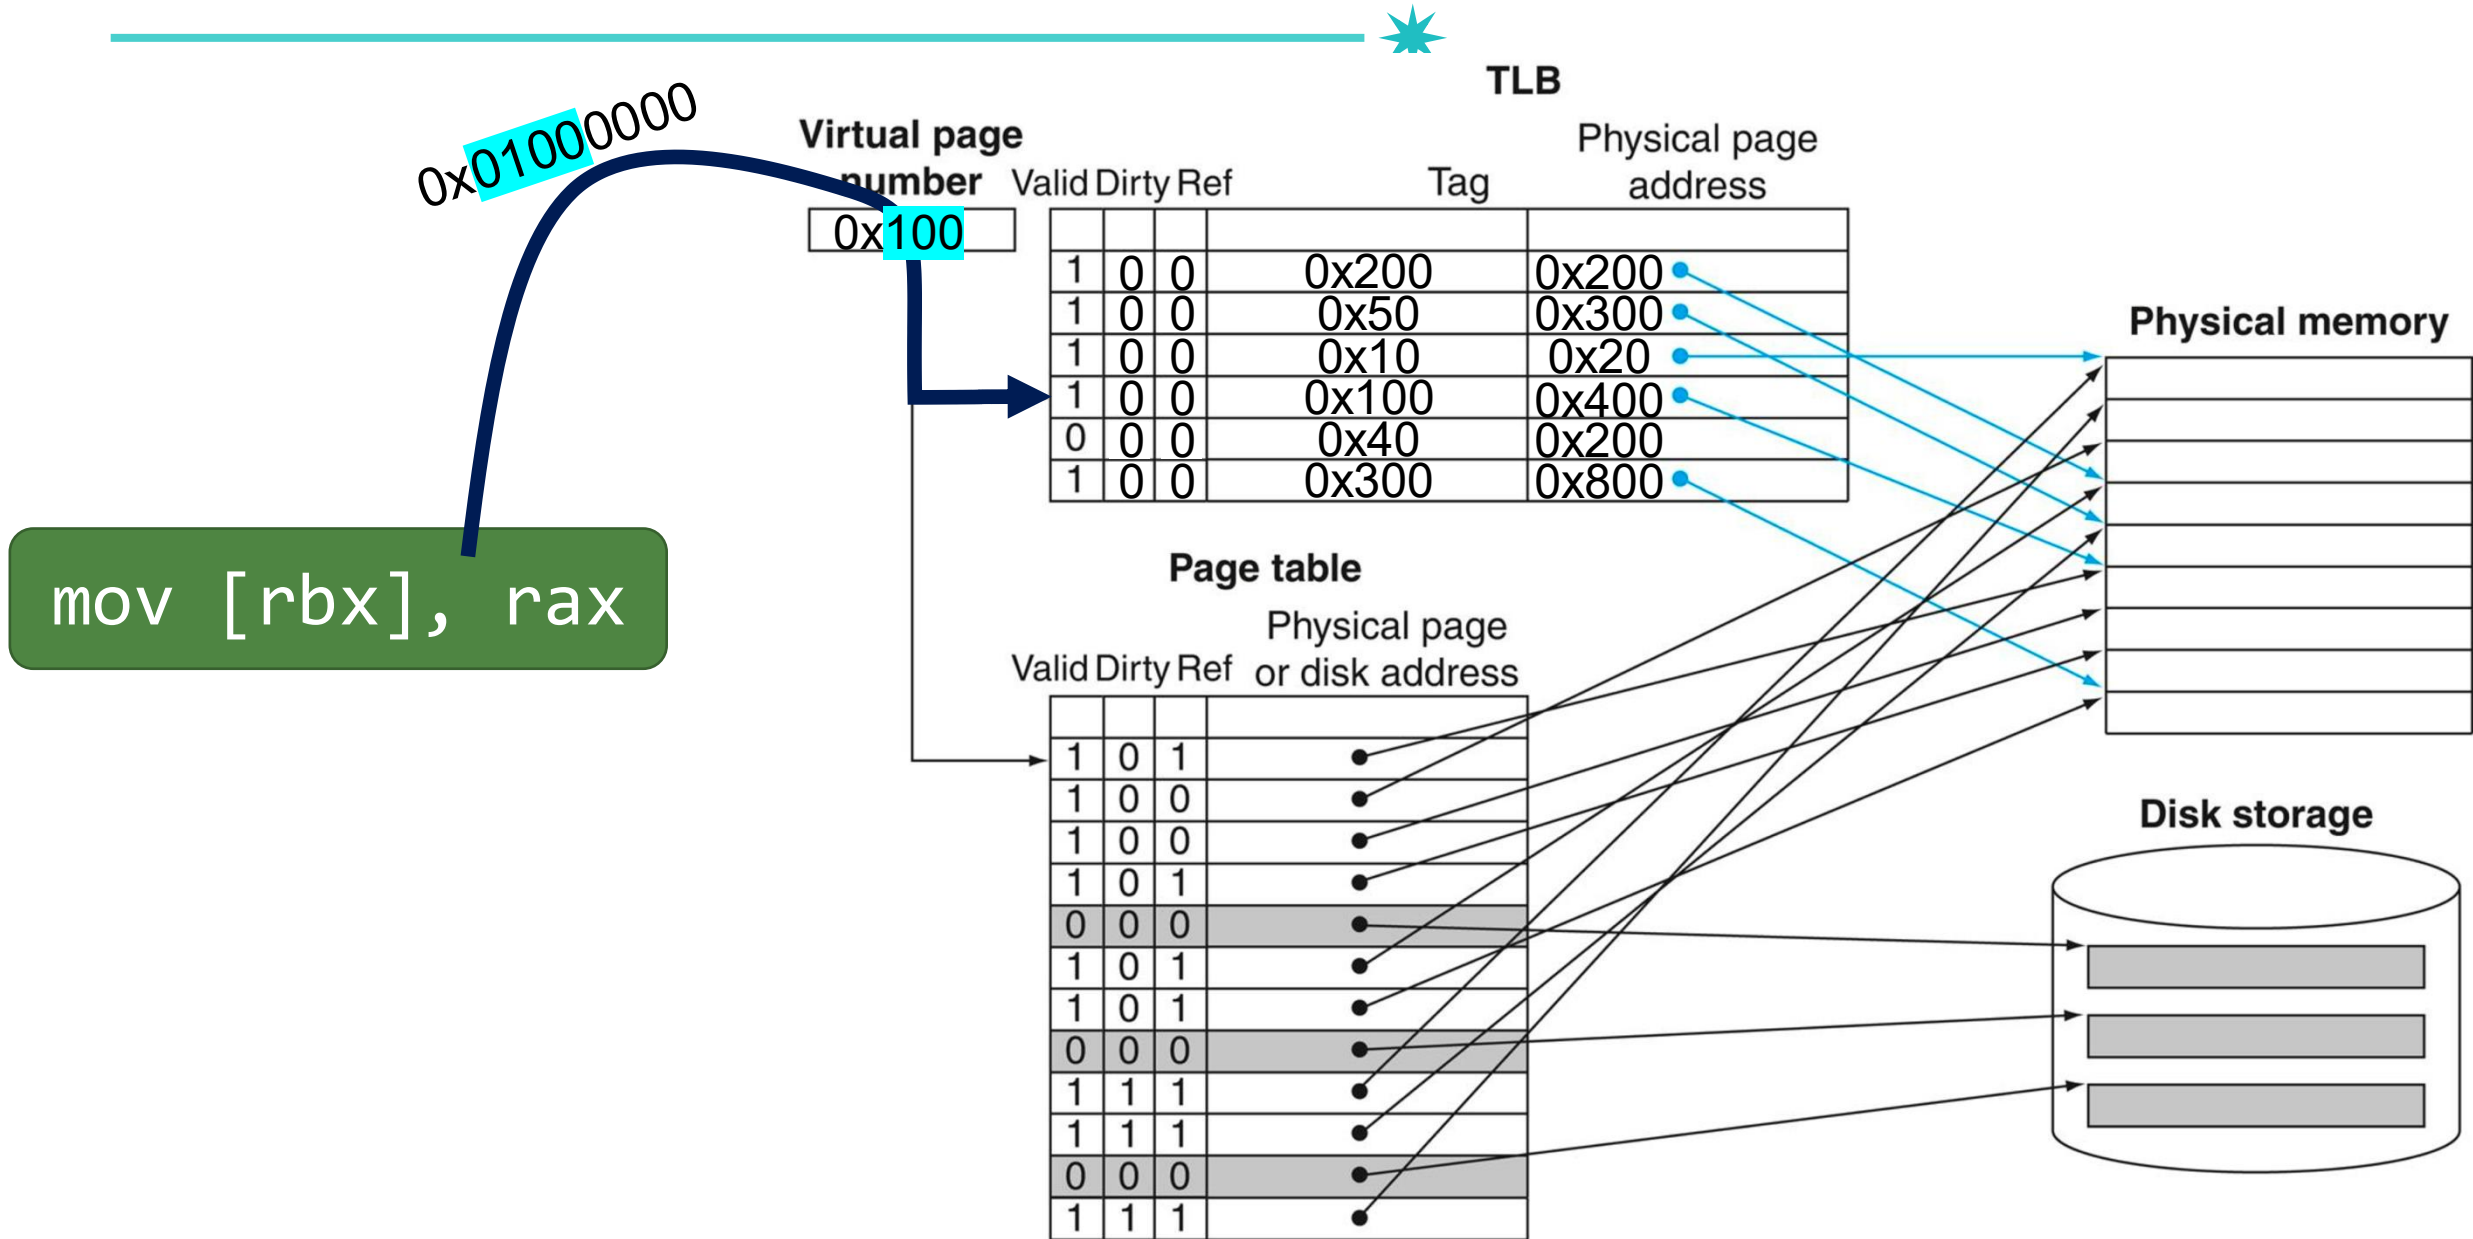 TLB
0x01000000
Virtual page
number
Valid Dirty Ref
Tag
Physical page
address
0x100
1 0 0 0x200 0x200
1 0 0 0x50 0x300
1 0 0 0x10 0x20
1 0 0 0x100 0x400
0 0 0 0x40 0x200
1 0 0 0x300 0x800
Physical memory
mov [rbx], rax
Page table
Physical page
or disk address
Valid Dirty Ref
1 0 1
1 0 0
1 0 0
1 0 1
0 0 0
1 0 1
1 0 1
0 0 0
1 1 1
1 1 1
0 0 0
1 1 1
Disk storage